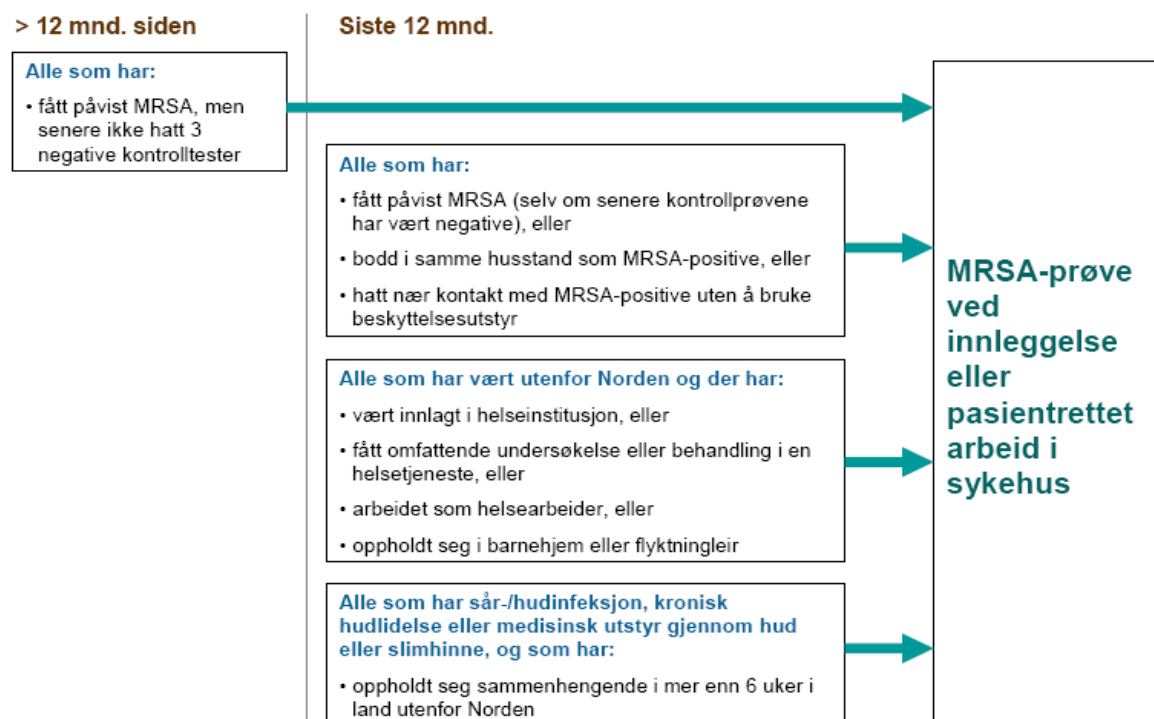 > 12 mnd. siden
Alle som har:
• fått påvist MRSA, men
senere ikke hatt 3
negative kontrolltester
Siste 12 mnd.
Alle som har:
• fått påvist MRSA (selv om senere kontrollprøvene
har vært negative), eller
• bodd i samme husstand som MRSA-positive, eller
• hatt nær kontakt med MRSA-positive uten å bruke
beskyttelsesutstyr
Alle som har vært utenfor Norden og der har:
• vært innlagt i helseinstitusjon, eller
• fått omfattende undersøkelse eller behandling i en
helsetjeneste, eller
• arbeidet som helsearbeider, eller
• oppholdt seg i barnehjem eller flyktningleir
Alle som har sår-/hudinfeksjon, kronisk
hudlidelse eller medisinsk utstyr gjennom hud
eller slimhinne, og som har:
• oppholdt seg sammenhengende i mer enn 6 uker i
land utenfor Norden
MRSA-prøve
ved
innleggelse
eller
pasientrettet
arbeid i
sykehus